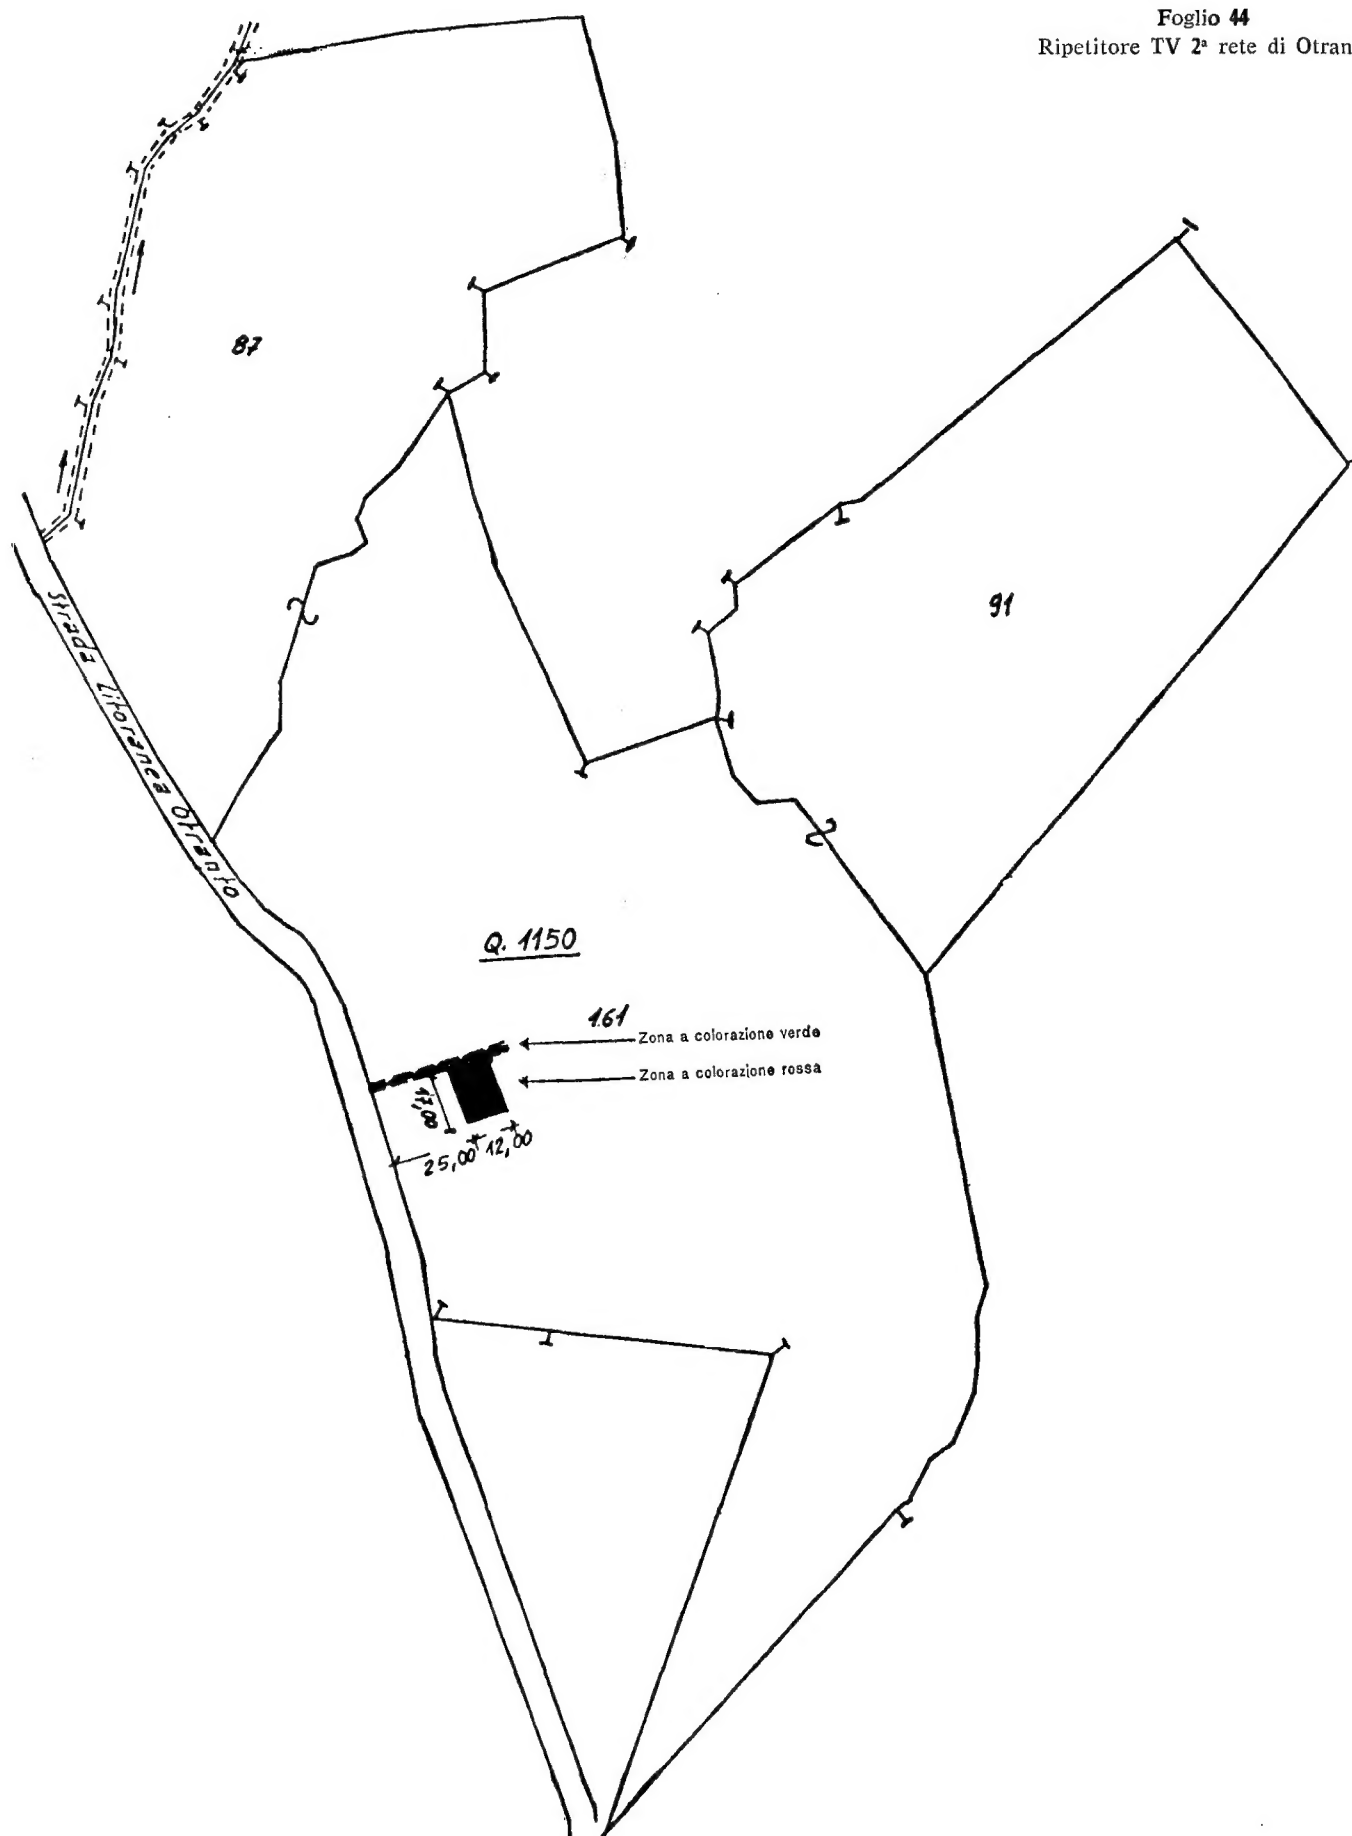 Foglio 44
Ripetitore TV 2ª rete di Otran
87
91
Strada Litoranea Otranto
Q. 1150
161
Zona a colorazione verde
Zona a colorazione rossa
17,00
25,00 12,00